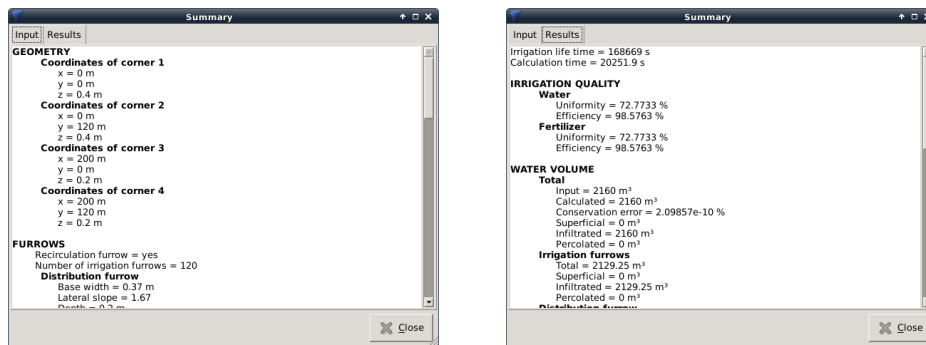 Summary
Input Results
GEOMETRY
Coordinates of corner 1
x = 0 m
y = 0 m
z = 0.4 m
Coordinates of corner 2
x = 0 m
y = 120 m
z = 0.4 m
Coordinates of corner 3
x = 200 m
y = 0 m
z = 0.2 m
Coordinates of corner 4
x = 200 m
y = 120 m
z = 0.2 m
FURROWS
Recirculation furrow = yes
Number of irrigation furrows = 120
Distribution furrow
Base width = 0.37 m
Lateral slope = 1.67
Depth = 0.2 m
Close
Summary
Input Results
Irrigation life time = 168669 s
Calculation time = 20251.9 s
IRRIGATION QUALITY
Water
Uniformity = 72.7733 %
Efficiency = 98.5763 %
Fertilizer
Uniformity = 72.7733 %
Efficiency = 98.5763 %
WATER VOLUME
Total
Input = 2160 m³
Calculated = 2160 m³
Conservation error = 2.09857e-10 %
Superficial = 0 m³
Infiltrated = 2160 m³
Percolated = 0 m³
Irrigation furrows
Total = 2129.25 m³
Superficial = 0 m³
Infiltrated = 2129.25 m³
Percolated = 0 m³
Distribution furrow
Close